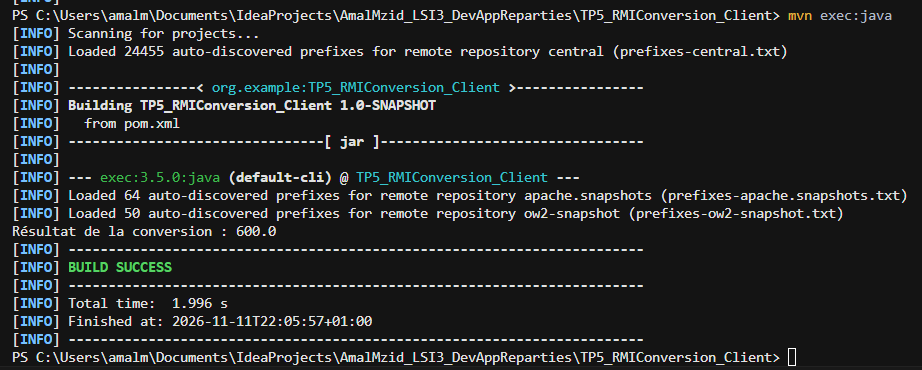 PS C:\Users\amalm\Documents\IdeaProjects\AmalMzid_LSI3_DevAppReparties\TP5_RMIConversion_Client> mvn exec:java
[INFO] Scanning for projects...
[INFO] Loaded 24455 auto-discovered prefixes for remote repository central (prefixes-central.txt)
[INFO]
[INFO] ----------------< org.example:TP5_RMIConversion_Client >----------------
[INFO] Building TP5_RMIConversion_Client 1.0-SNAPSHOT
[INFO]   from pom.xml
[INFO] --------------------------------[ jar ]---------------------------------
[INFO]
[INFO] --- exec:3.5.0:java (default-cli) @ TP5_RMIConversion_Client ---
[INFO] Loaded 64 auto-discovered prefixes for remote repository apache.snapshots (prefixes-apache.snapshots.txt)
[INFO] Loaded 50 auto-discovered prefixes for remote repository ow2-snapshot (prefixes-ow2-snapshot.txt)
Résultat de la conversion : 600.0
[INFO] ------------------------------------------------------------------------
[INFO] BUILD SUCCESS
[INFO] ------------------------------------------------------------------------
[INFO] Total time:  1.996 s
[INFO] Finished at: 2026-11-11T22:05:57+01:00
[INFO] ------------------------------------------------------------------------
PS C:\Users\amalm\Documents\IdeaProjects\AmalMzid_LSI3_DevAppReparties\TP5_RMIConversion_Client>